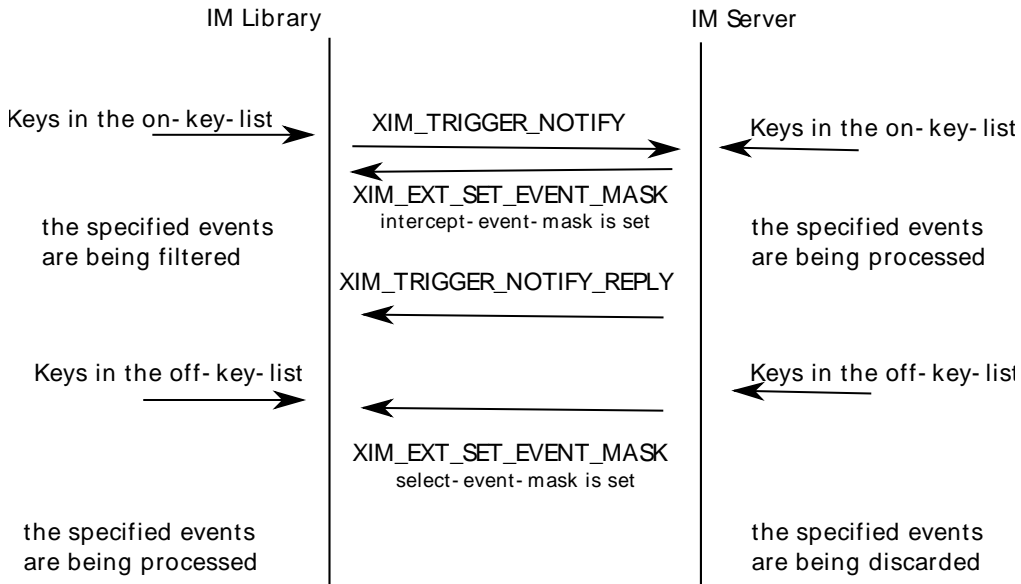 IM Library
IM Server
Keys in the on-key-list
XIM_TRIGGER_NOTIFY
Keys in the on-key-list
XIM_EXT_SET_EVENT_MASK
intercept-event-mask is set
the specified events
are being filtered
the specified events
are being processed
XIM_TRIGGER_NOTIFY_REPLY
Keys in the off-key-list
Keys in the off-key-list
XIM_EXT_SET_EVENT_MASK
select-event-mask is set
the specified events
are being processed
the specified events
are being discarded